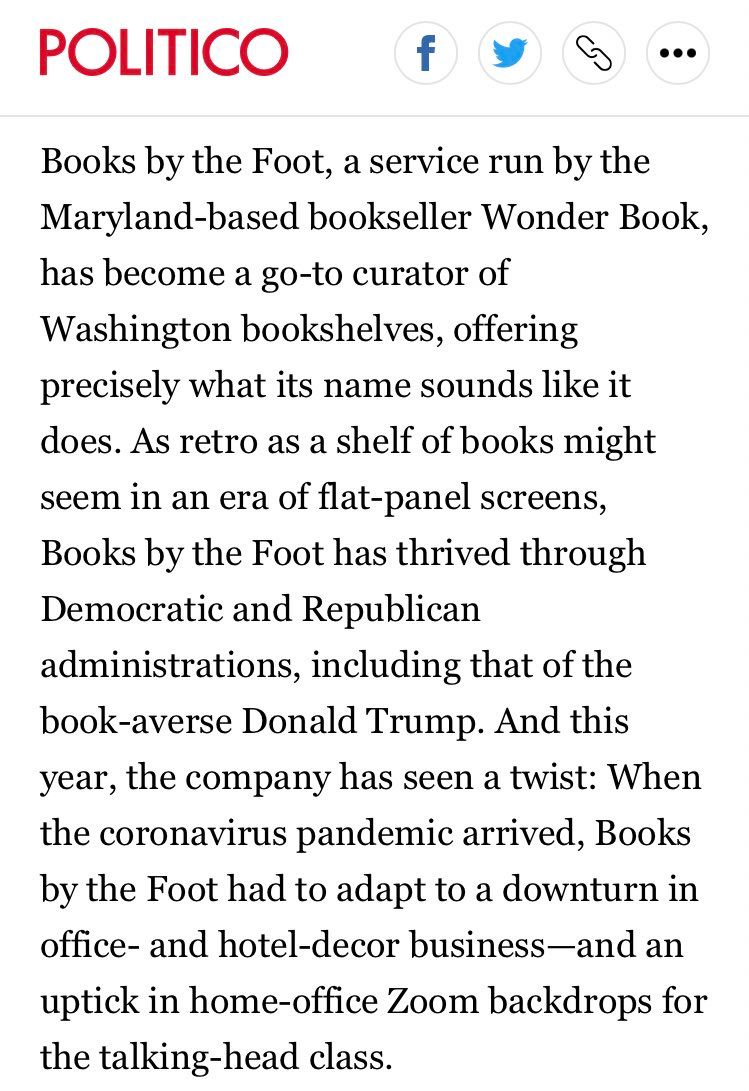 POLITICO
Books by the Foot, a service run by the
Maryland-based bookseller Wonder Book,
has become a go-to curator of
Washington bookshelves, offering
precisely what its name sounds like it
does. As retro as a shelf of books might
seem in an era of flat-panel screens,
Books by the Foot has thrived through
Democratic and Republican
administrations, including that of the
book-averse Donald Trump. And this
year, the company has seen a twist: When
the coronavirus pandemic arrived, Books
by the Foot had to adapt to a downturn in
office- and hotel-decor business—and an
uptick in home-office Zoom backdrops for
the talking-head class.